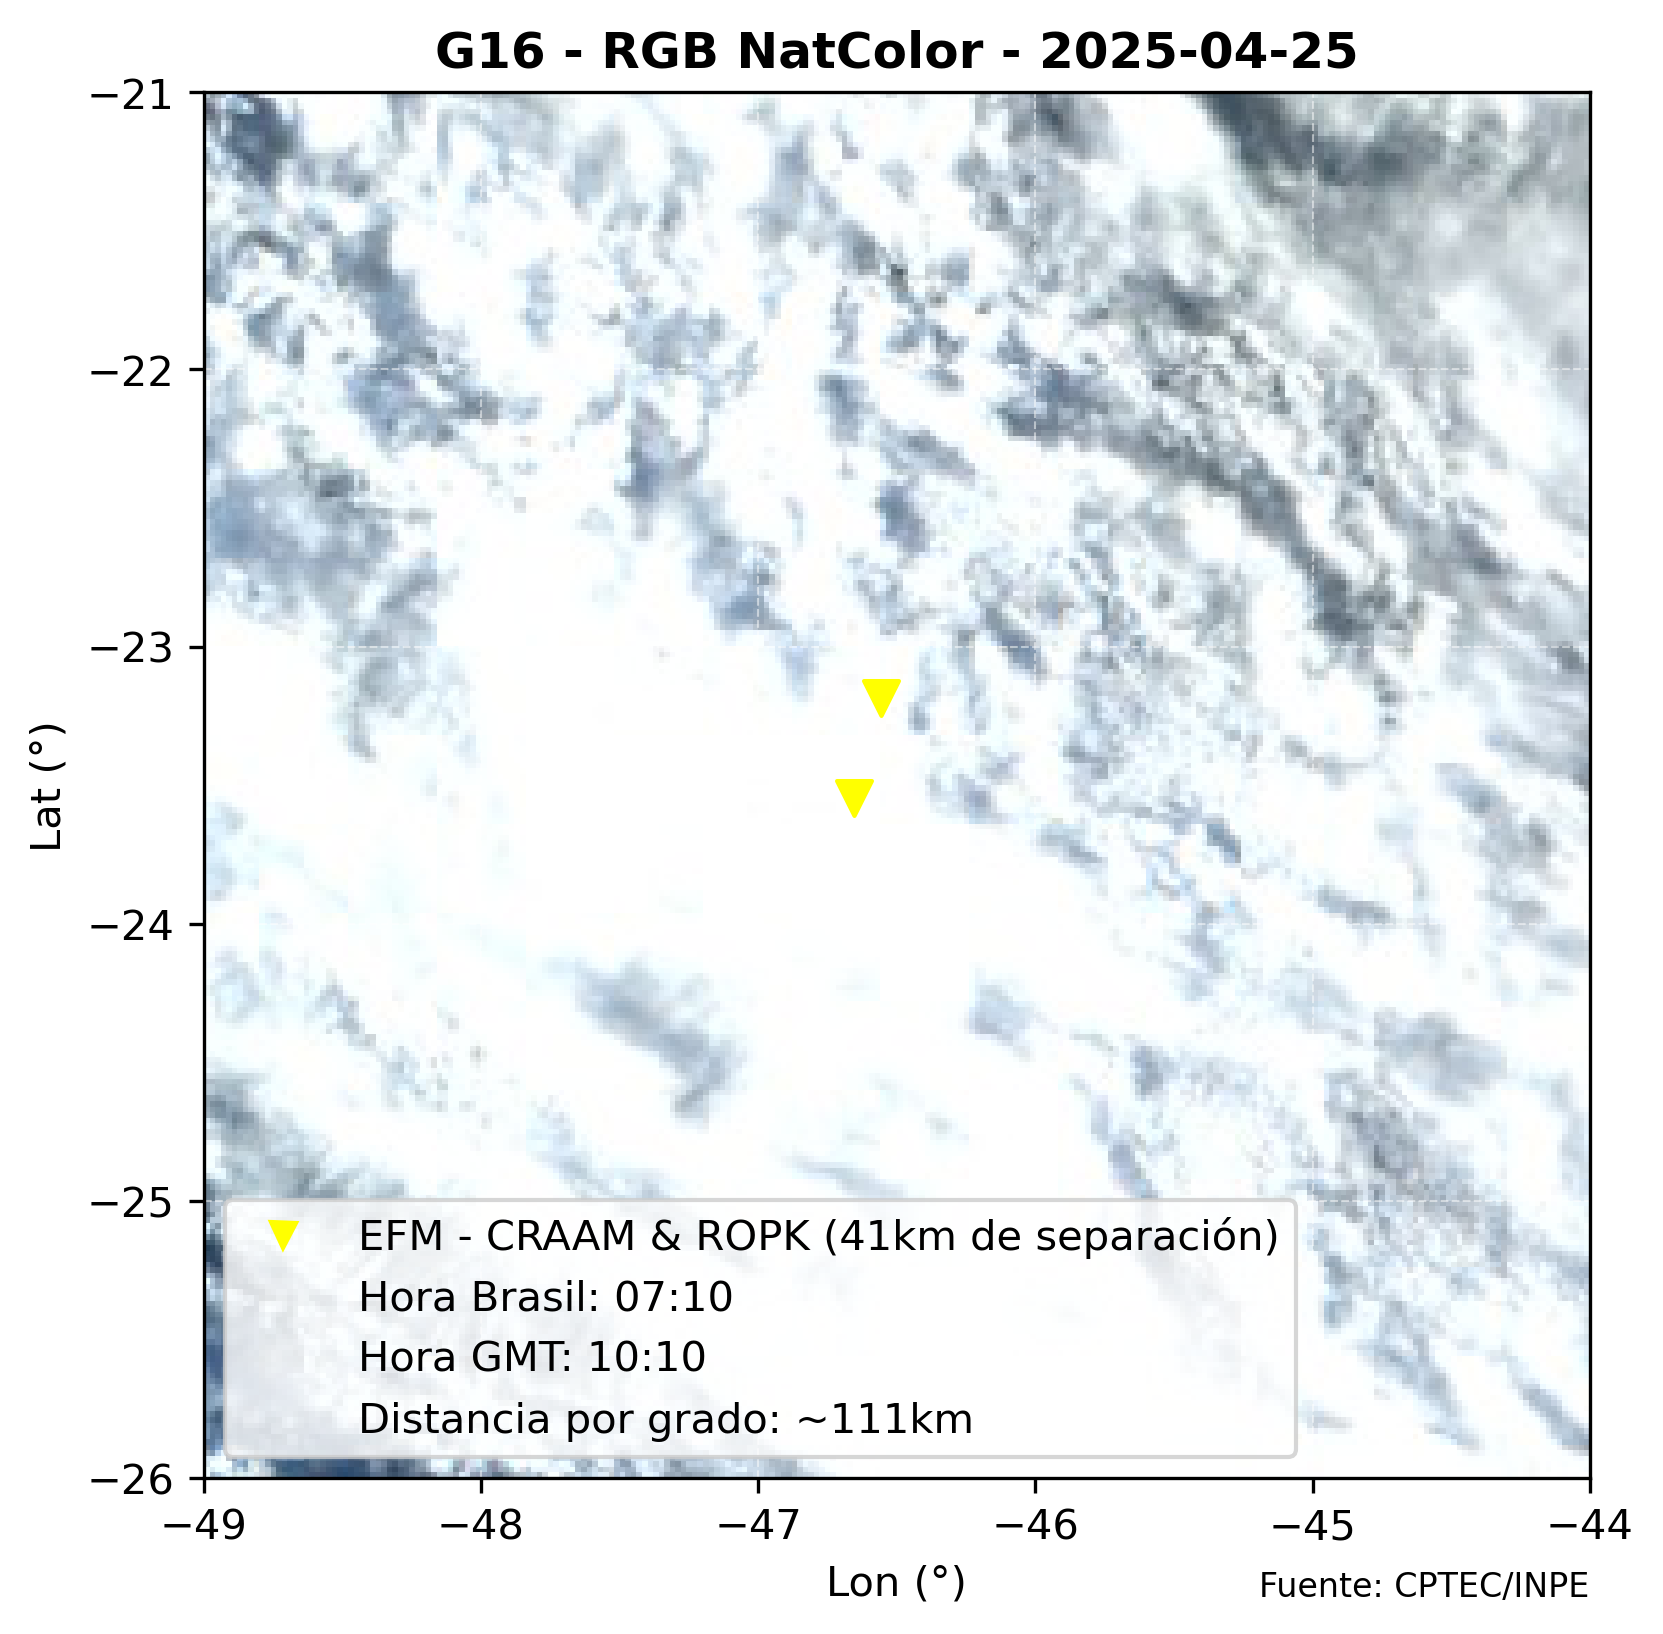 G16 - RGB NatColor - 2025-04-25
−21
−22
−23
−24
−25
−26
Lat (°)
EFM - CRAAM & ROPK (41km de separación)
Hora Brasil: 07:10
Hora GMT: 10:10
Distancia por grado: ~111km
−49
−48
−47
−46
−45
−44
Lon (°)
Fuente: CPTEC/INPE